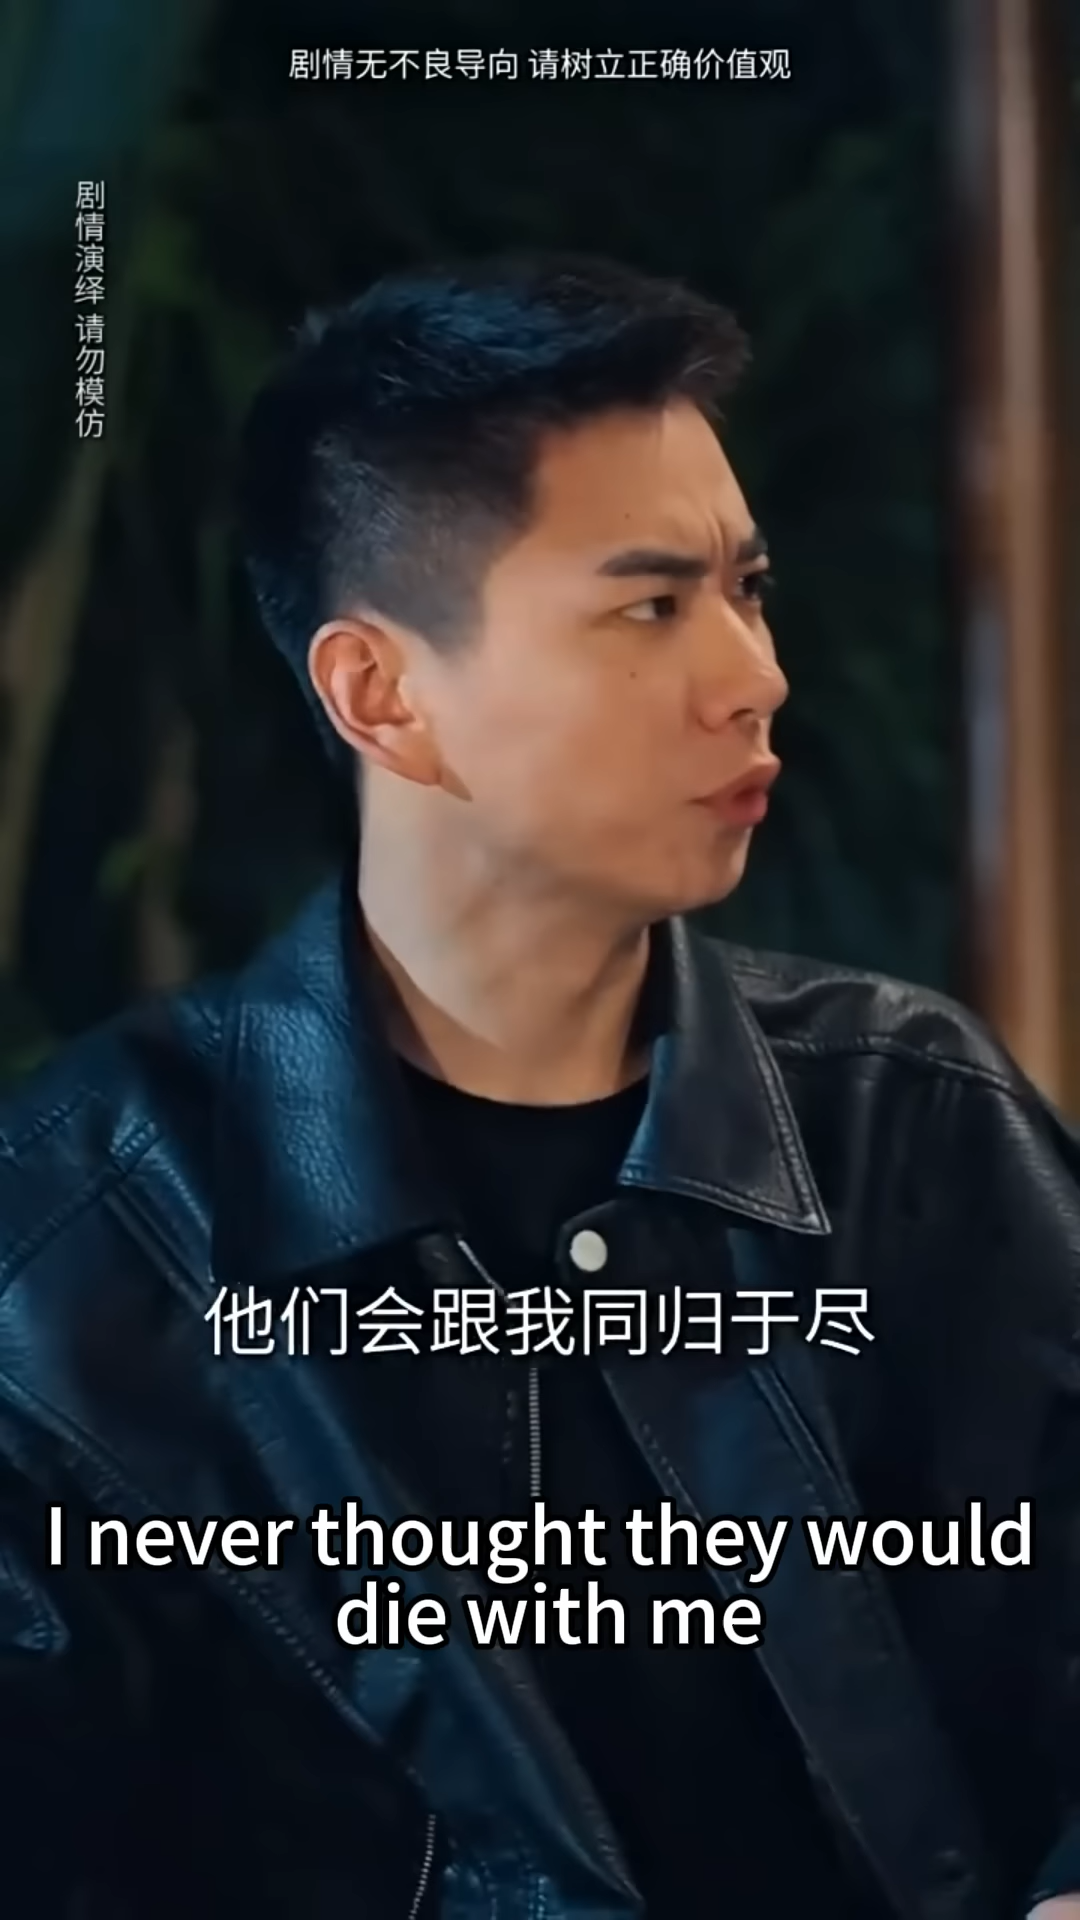 剧情无不良导向 请树立正确价值观
剧情演绎 请勿模仿
他们会跟我同归于尽
I never thought they would
die with me